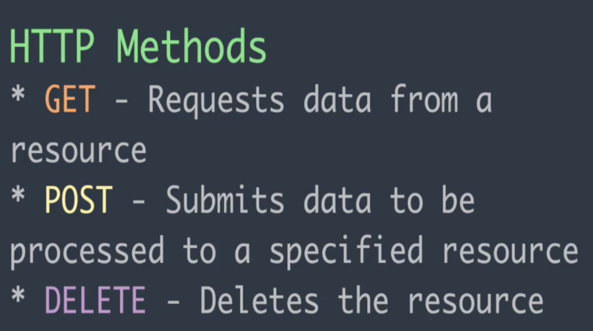 HTTP Methods
* GET - Requests data from a
resource
* POST - Submits data to be
processed to a specified resource
* DELETE - Deletes the resource